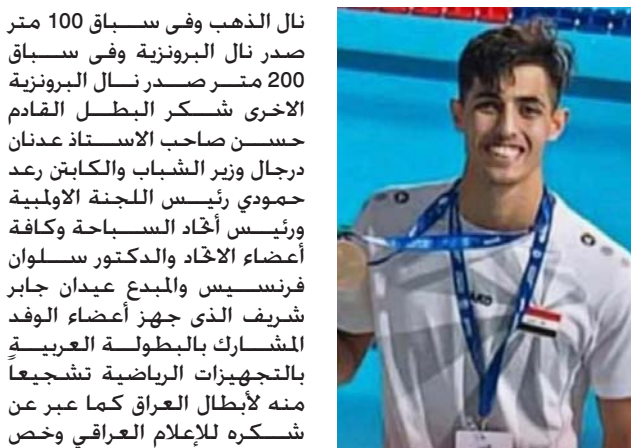 نال الذهب وفى سباق 100 متر
صدر نال البرونزية وفى سباق
200 متر صدر نال البرونزية
الاخرى شكر البطل القادم
حسن صاحب الاستاذ عدنان
درجال وزير الشباب والكابتن رعد
حمودي رئيس اللجنة الاولمبية
ورئيس أتحاد السباحة وكافة
أعضاء الاتحاد والدكتور سلوان
فرنسيس والمبدع عيدان جابر
شريف الذى جهز أعضاء الوفد
المشارك بالبطولة العربية
بالتجهيزات الرياضية تشجيعاً
منه لأبطال العراق كما عبر عن
شكره للإعلام العراقي وخص
JAKO